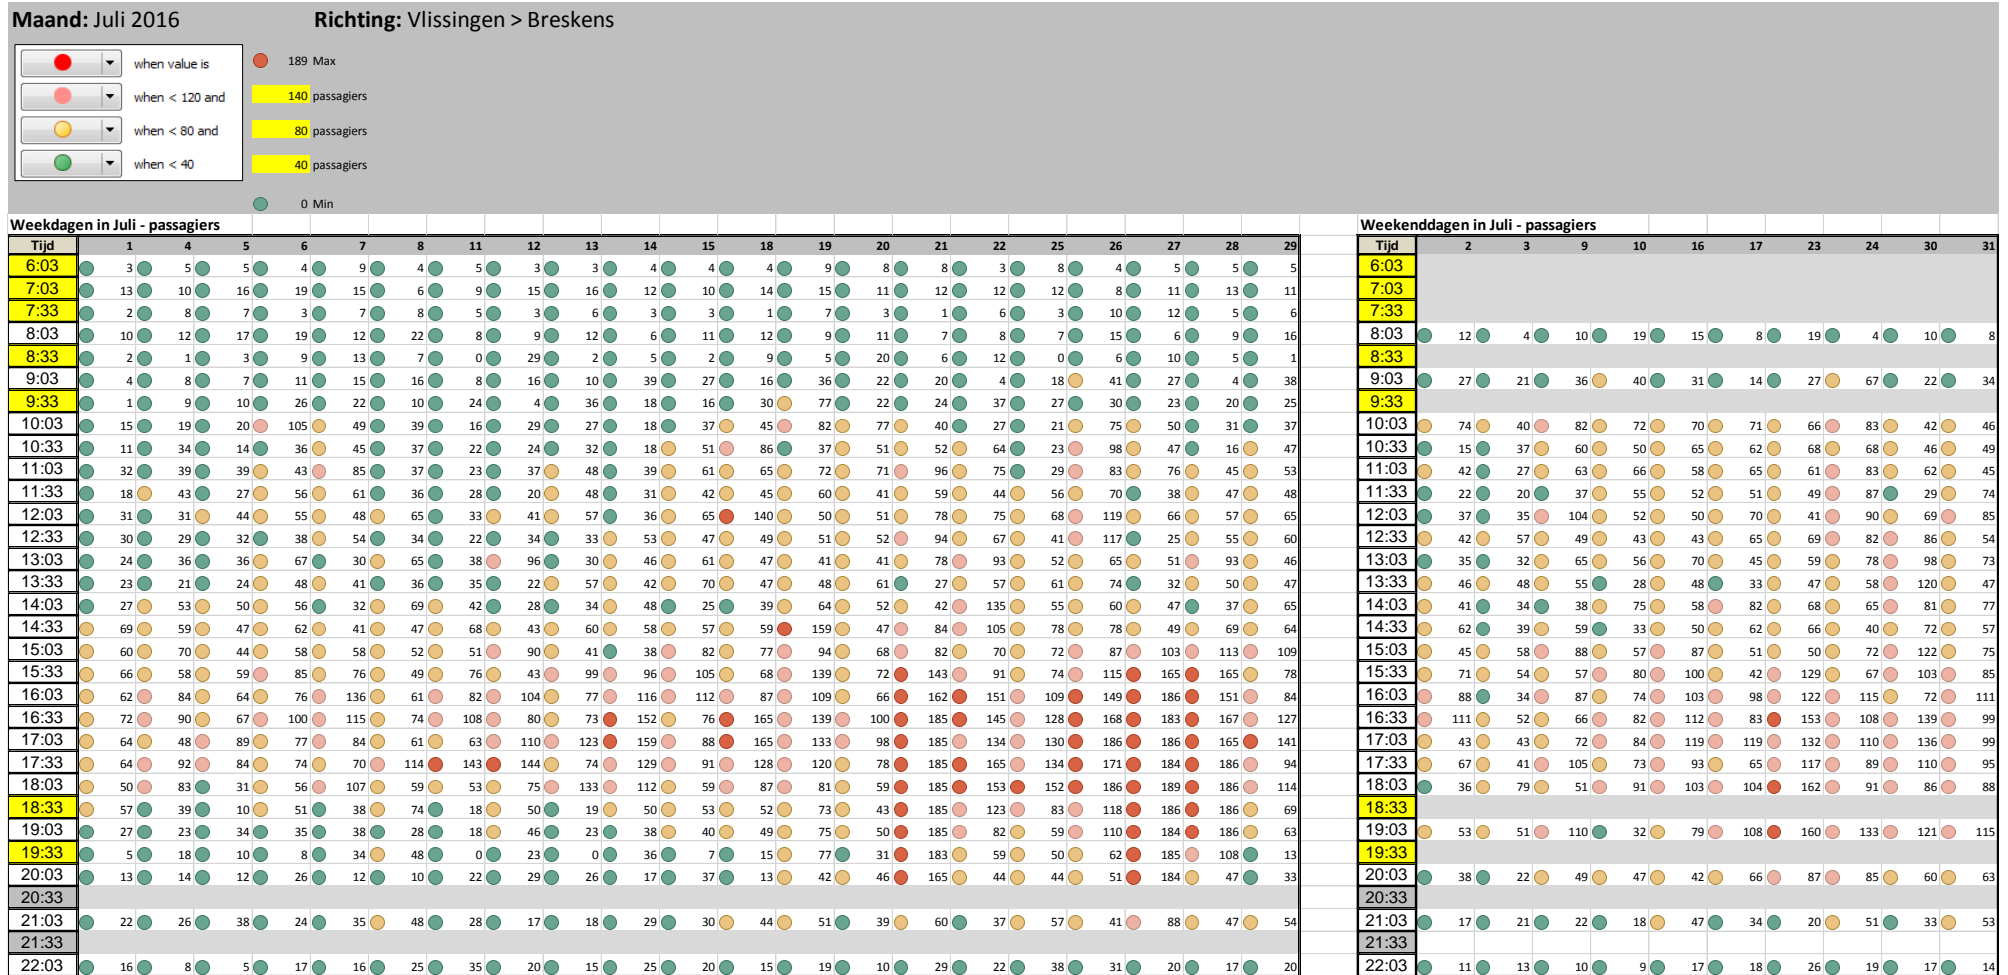 Maand: Juli 2016 Richting: Vlissingen > Breskens
when value is 189 Max
when < 120 and 140 passagiers
when < 80 and 80 passagiers
when < 40 40 passagiers
0 Min
Weekdagen in Juli - passagiers Weekenddagen in Juli - passagiers
Tijd 1 4 5 6 7 8 11 12 13 14 15 18 19 20 21 22 25 26 27 28 29 Tijd 2 3 9 10 16 17 23 24 30 31
6:03 3 5 5 4 9 4 5 3 3 4 4 4 9 8 8 3 8 4 5 5 5 6:03
7:03 13 10 16 19 15 6 9 15 16 12 10 14 15 11 12 12 12 8 11 13 11 7:03
7:33 2 8 7 3 7 8 5 3 6 3 3 1 7 3 1 6 3 10 12 5 6 7:33
8:03 10 12 17 19 12 22 8 9 12 6 11 12 9 11 7 8 7 15 6 9 16 8:03 12 4 10 19 15 8 19 4 10 8
8:33 2 1 3 9 13 7 0 29 2 5 2 9 5 20 6 12 0 6 10 5 1 8:33
9:03 4 8 7 11 15 16 8 16 10 39 27 16 36 22 20 4 18 41 27 4 38 9:03 27 21 36 40 31 14 27 67 22 34
9:33 1 9 10 26 22 10 24 4 36 18 16 30 77 22 24 37 27 30 23 20 25 9:33
10:03 15 19 20 105 49 39 16 29 27 18 37 45 82 77 40 27 21 75 50 31 37 10:03 74 40 82 72 70 71 66 83 42 46
10:33 11 34 14 36 45 37 22 24 32 18 51 86 37 51 52 64 23 98 47 16 47 10:33 15 37 60 50 65 62 68 68 46 49
11:03 32 39 39 43 85 37 23 37 48 39 61 65 72 71 96 75 29 83 76 45 53 11:03 42 27 63 66 58 65 61 83 62 45
11:33 18 43 27 56 61 36 28 20 48 31 42 45 60 41 59 44 56 70 38 47 48 11:33 22 20 37 55 52 51 49 87 29 74
12:03 31 31 44 55 48 65 33 41 57 36 65 140 50 51 78 75 68 119 66 57 65 12:03 37 35 104 52 50 70 41 90 69 85
12:33 30 29 32 38 54 34 22 34 33 53 47 49 51 52 94 67 41 117 25 55 60 12:33 42 57 49 43 43 65 69 82 86 54
13:03 24 36 36 67 30 65 38 96 30 46 61 47 41 41 78 93 52 65 51 93 46 13:03 35 32 65 56 70 45 59 78 98 73
13:33 23 21 24 48 41 36 35 22 57 42 70 47 48 61 27 57 61 74 32 50 47 13:33 46 48 55 28 48 33 47 58 120 47
14:03 27 53 50 56 32 69 42 28 34 48 25 39 64 52 42 135 55 60 47 37 65 14:03 41 34 38 75 58 82 68 65 81 77
14:33 69 59 47 62 41 47 68 43 60 58 57 59 159 47 84 105 78 78 49 69 64 14:33 62 39 59 33 50 62 66 40 72 57
15:03 60 70 44 58 58 52 51 90 41 38 82 77 94 68 82 70 72 87 103 113 109 15:03 45 58 88 57 87 51 50 72 122 75
15:33 66 58 59 85 76 49 76 43 99 96 105 68 139 72 143 91 74 115 165 165 78 15:33 71 54 57 80 100 42 129 67 103 85
16:03 62 84 64 76 136 61 82 104 77 116 112 87 109 66 162 151 109 149 186 151 84 16:03 88 34 87 74 103 98 122 115 72 111
16:33 72 90 67 100 115 74 108 80 73 152 76 165 139 100 185 145 128 168 183 167 127 16:33 111 52 66 82 112 83 153 108 139 99
17:03 64 48 89 77 84 61 63 110 123 159 88 165 133 98 185 134 130 186 186 165 141 17:03 43 43 72 84 119 119 132 110 136 99
17:33 64 92 84 74 70 114 143 144 74 129 91 128 120 78 185 165 134 171 184 186 94 17:33 67 41 105 73 93 65 117 89 110 95
18:03 50 83 31 56 107 59 53 75 133 112 59 87 81 59 185 153 152 186 189 186 114 18:03 36 79 51 91 103 104 162 91 86 88
18:33 57 39 10 51 38 74 18 50 19 50 53 52 73 43 185 123 83 118 186 186 69 18:33
19:03 27 23 34 35 38 28 18 46 23 38 40 49 75 50 185 82 59 110 184 186 63 19:03 53 51 110 32 79 108 160 133 121 115
19:33 5 18 10 8 34 48 0 23 0 36 7 15 77 31 183 59 50 62 185 108 13 19:33
20:03 13 14 12 26 12 10 22 29 26 17 37 13 42 46 165 44 44 51 184 47 33 20:03 38 22 49 47 42 66 87 85 60 63
20:33 20:33
21:03 22 26 38 24 35 48 28 17 18 29 30 44 51 39 60 37 57 41 88 47 54 21:03 17 21 22 18 47 34 20 51 33 53
21:33 21:33
22:03 16 8 5 17 16 25 35 20 15 25 20 15 19 10 29 22 38 31 20 17 20 22:03 11 13 10 9 17 18 26 19 17 14